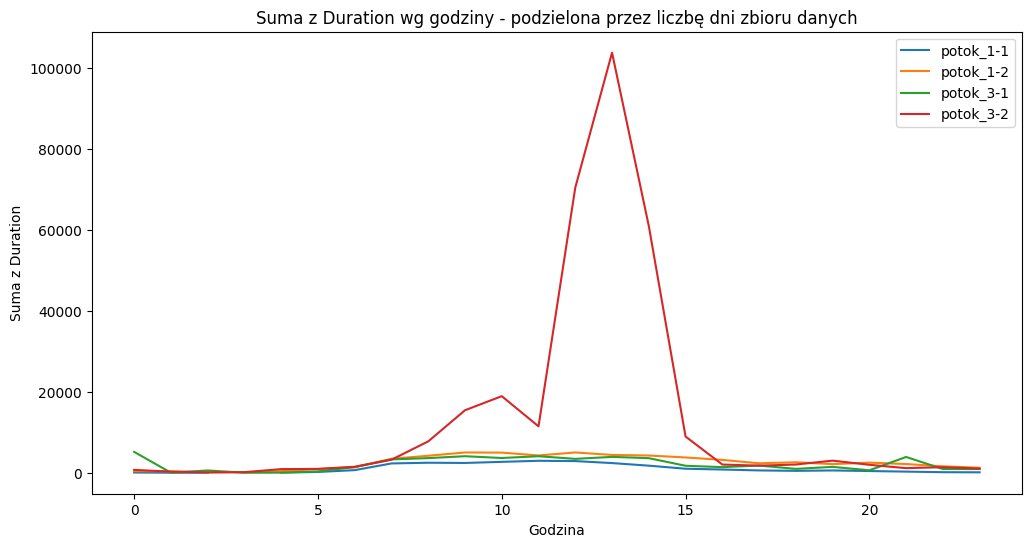 Suma z Duration wg godziny - podzielona przez liczbę dni zbioru danych
potok_1-1
potok_1-2
potok_3-1
potok_3-2
Suma z Duration
100000
80000
60000
40000
20000
0
0
5
10
15
20
Godzina